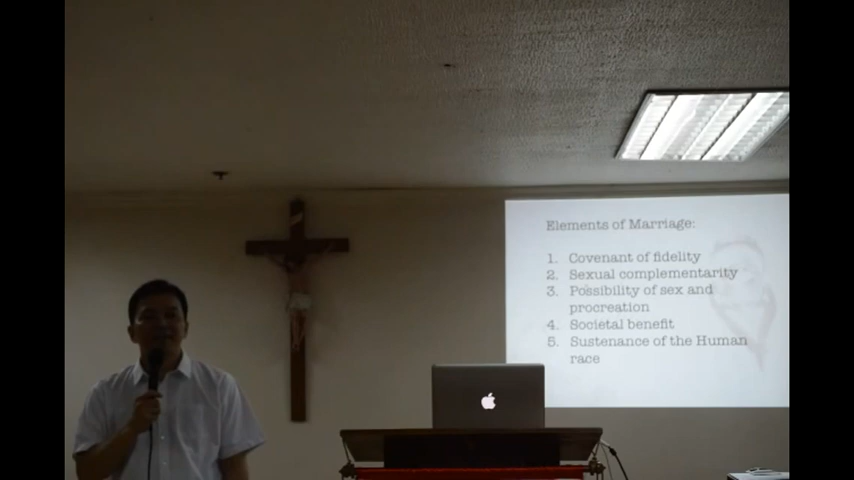 Elements of Marriage:
1. Covenant of fidelity
2. Sexual complementarity
3. Possibility of sex and
procreation
4. Societal benefit
5. Sustenance of the Human
race